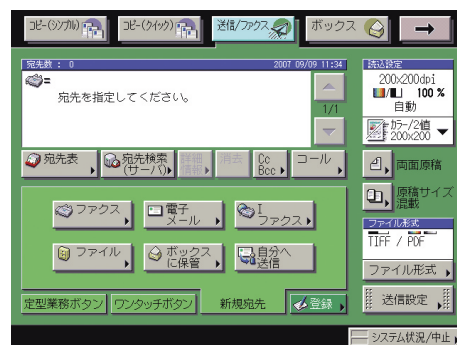 コピー(シンプル)
コピー(クイック)
送信/ファクス
ボックス
宛先数 : 0
2007 09/09 11:34
宛先を指定してください。
1/1
宛先表
宛先検索
(サーバ)
詳細
情報
消去
Cc
Bcc
コール
ファクス
電子
メール
I
ファクス
ファイル
ボックス
に保管
自分へ
送信
定型業務ボタン
ワンタッチボタン
新規宛先
登録
読込設定
200x200dpi
100 %
自動
カラー/2値
200x200
両面原稿
原稿サイズ
混載
ファイル形式
TIFF / PDF
ファイル形式
送信設定
システム状況/中止